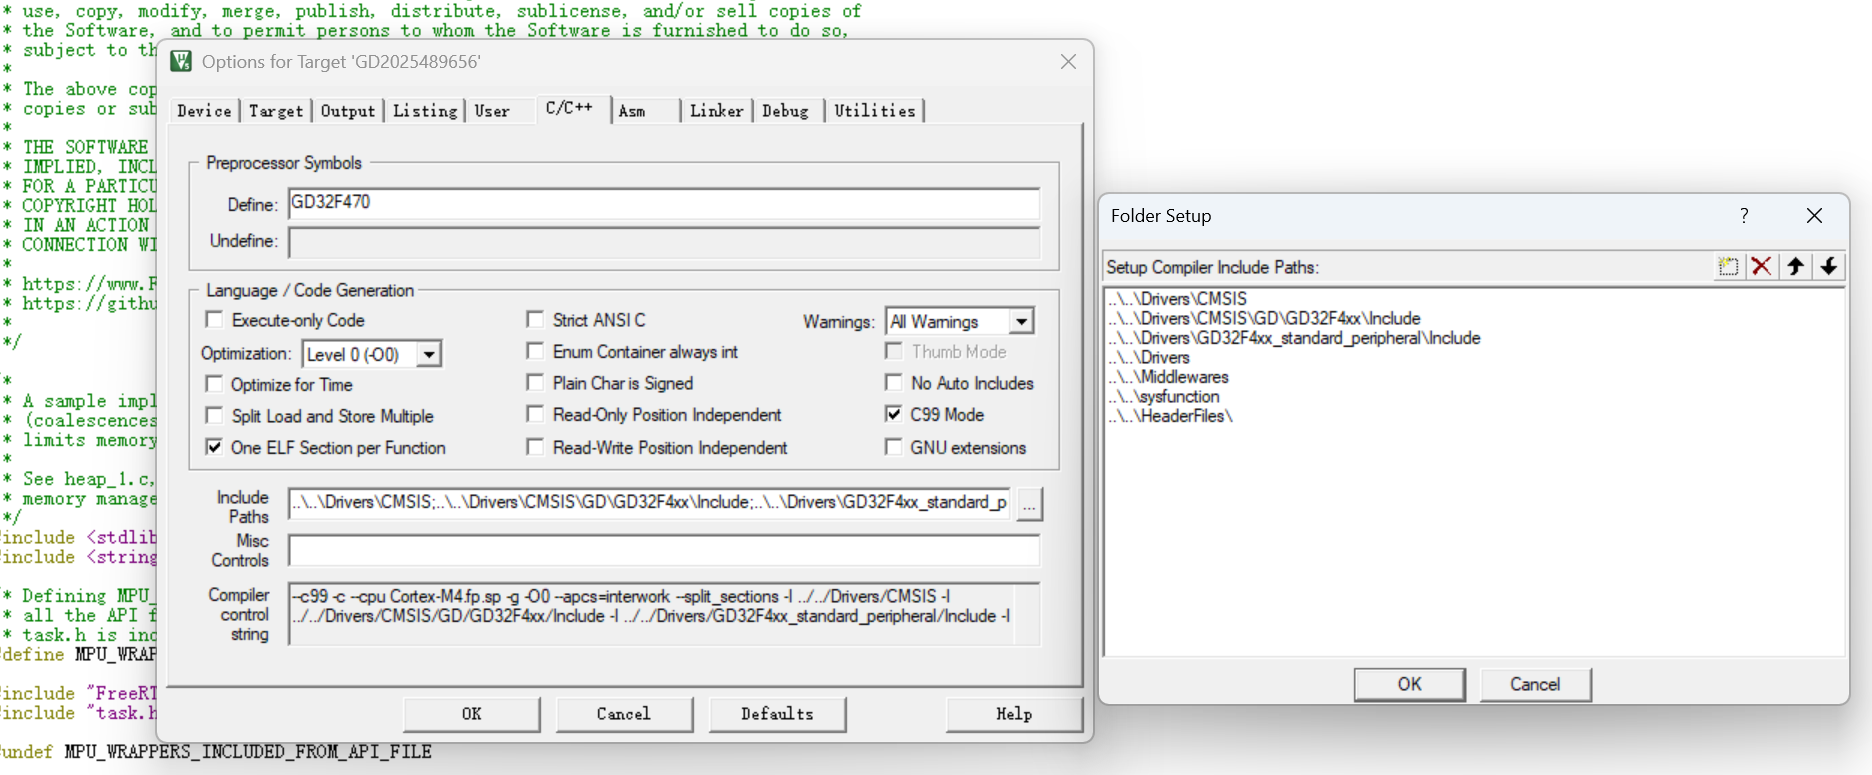 * use, copy, modify, merge, publish, distribute, sublicense, and/or sell copies of
* the Software, and to permit persons to whom the Software is furnished to do so,
* subject to th
*
* The above cop
* copies or sub
*
* THE SOFTWARE
* IMPLIED, INCL
* FOR A PARTICU
* COPYRIGHT HOL
* IN AN ACTION
* CONNECTION WI
*
* https://www.F
* https://githu
*
*/
*
* A sample impl
* (coalescences
* limits memory
*
* See heap_1.c,
* memory manage
*/
include <stdlib
include <string
* Defining MPU_
* all the API f
* task.h is inc
define MPU_WRAP
include "FreeRT
include "task.h
undef MPU_WRAPPERS_INCLUDED_FROM_API_FILE
Options for Target 'GD2025489656'
Device Target Output Listing User C/C++ Asm Linker Debug Utilities
Preprocessor Symbols
Define: GD32F470
Undefine:
Language / Code Generation
Execute-only Code Strict ANSI C Warnings: All Warnings
Optimization: Level 0 (-O0) Enum Container always int Thumb Mode
Optimize for Time Plain Char is Signed No Auto Includes
Split Load and Store Multiple Read-Only Position Independent C99 Mode
One ELF Section per Function Read-Write Position Independent GNU extensions
Include
Paths
..\..\Drivers\CMSIS;..\..\Drivers\CMSIS\GD\GD32F4xx\Include;..\..\Drivers\GD32F4xx_standard_p
...
Misc
Controls
Compiler
control
string
--c99 -c --cpu Cortex-M4.fp.sp -g -O0 --apcs=interwork --split_sections -I ../../Drivers/CMSIS -I
../../Drivers/CMSIS/GD/GD32F4xx/Include -I ../../Drivers/GD32F4xx_standard_peripheral/Include -I
OK Cancel Defaults Help
Folder Setup ?
Setup Compiler Include Paths:
..\..\Drivers\CMSIS
..\..\Drivers\CMSIS\GD\GD32F4xx\Include
..\..\Drivers\GD32F4xx_standard_peripheral\Include
..\..\Drivers
..\..\Middlewares
..\..\sysfunction
..\..\HeaderFiles\
OK Cancel